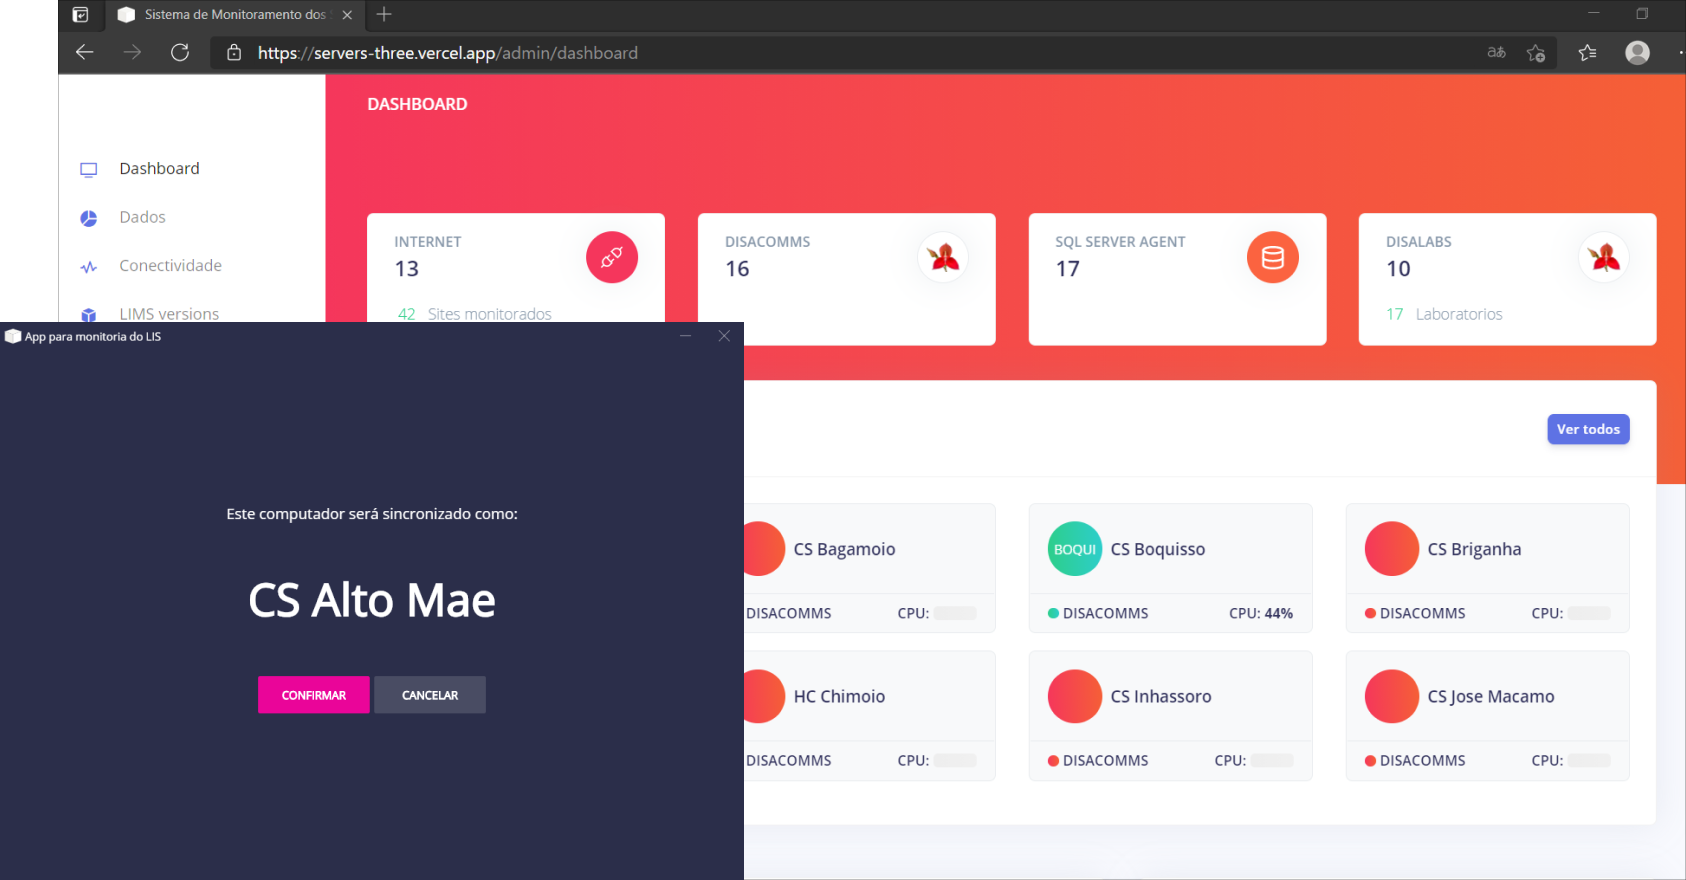 Sistema de Monitoramento dos
https://servers-three.vercel.app/admin/dashboard
DASHBOARD
Dashboard
Dados
Conectividade
LIMS versions
INTERNET
13
42 Sites monitorados
DISACOMMS
16
SQL SERVER AGENT
17
DISALABS
10
17 Laboratorios
Ver todos
CS Bagamoio
DISACOMMS CPU:
BOQUI CS Boquisso
DISACOMMS CPU: 44%
CS Briganha
DISACOMMS CPU:
HC Chimoio
DISACOMMS CPU:
CS Inhassoro
DISACOMMS CPU:
CS Jose Macamo
DISACOMMS CPU:
App para monitoria do LIS
Este computador será sincronizado como:
CS Alto Mae
CONFIRMAR CANCELAR